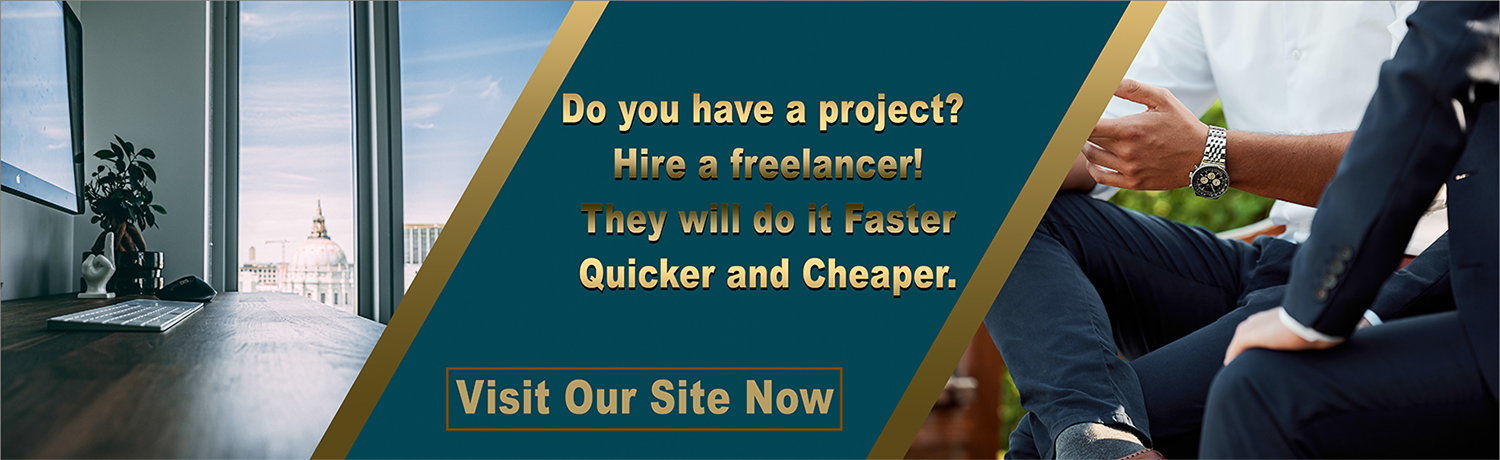 Do you have a project?
Hire a freelancer!
They will do it Faster
Quicker and Cheaper.
Visit Our Site Now